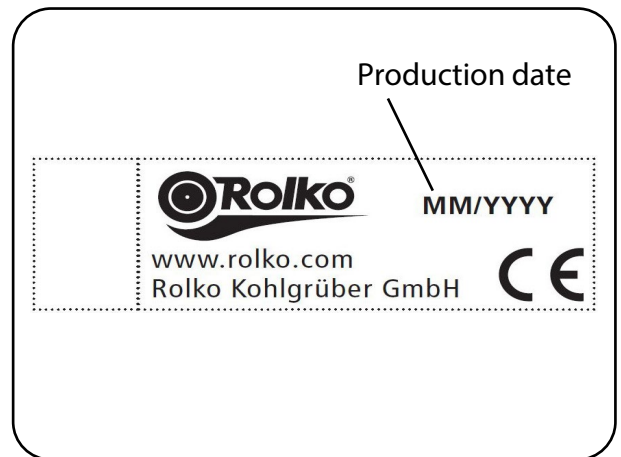 Production date
Rolko®
MM/YYYY
www.rolko.com
Rolko Kohlgrüber GmbH
CE